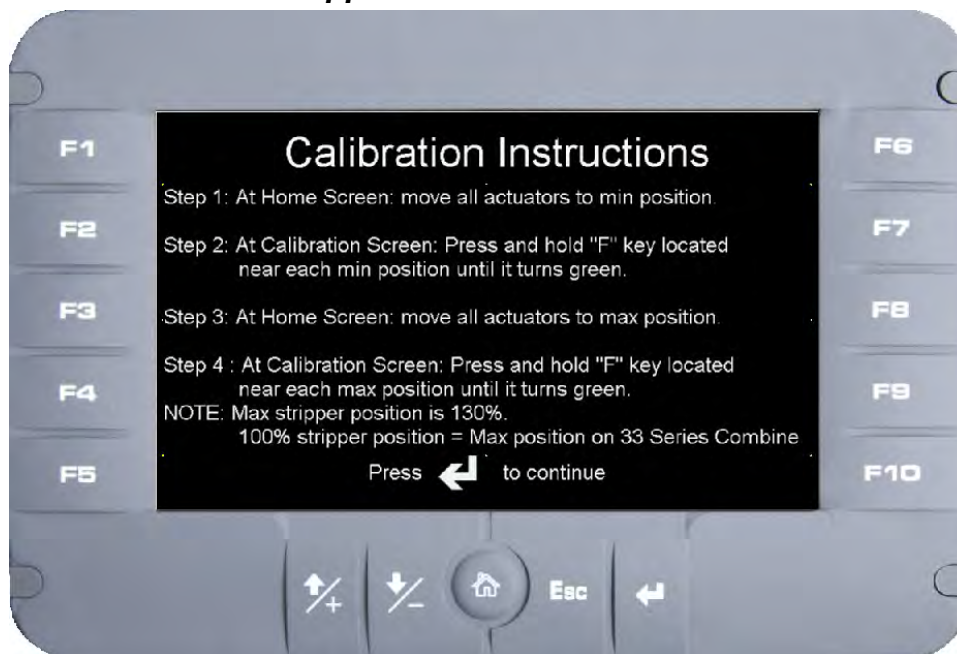 F1
F2
F3
F4
F5
Calibration Instructions
Step 1: At Home Screen: move all actuators to min position.
Step 2: At Calibration Screen: Press and hold "F" key located
near each min position until it turns green.
Step 3: At Home Screen: move all actuators to max position.
Step 4 : At Calibration Screen: Press and hold "F" key located
near each max position until it turns green.
NOTE: Max stripper position is 130%.
100% stripper position = Max position on 33 Series Combine
Press to continue
F6
F7
F8
F9
F10
Esc